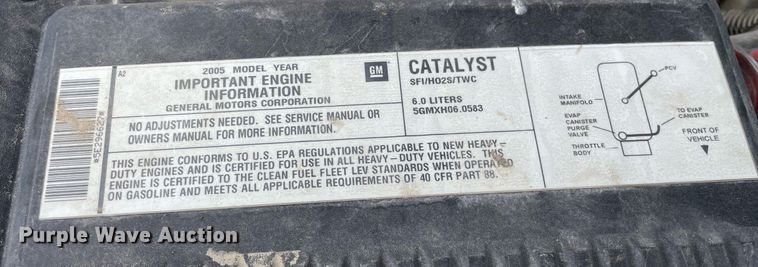 A2
2005 MODEL YEAR
IMPORTANT ENGINE
INFORMATION
GENERAL MOTORS CORPORATION
GM
CATALYST
SFI/HO2S/TWC
6.0 LITERS
5GMXH06.0583
NO ADJUSTMENTS NEEDED. SEE SERVICE MANUAL OR
OWNERS MANUAL FOR MORE INFORMATION.
THIS ENGINE CONFORMS TO U.S. EPA REGULATIONS APPLICABLE TO NEW HEAVY-
DUTY ENGINES AND IS CERTIFIED FOR USE IN ALL HEAVY-DUTY VEHICLES. THIS
ENGINE IS CERTIFIED TO THE CLEAN FUEL FLEET LEV STANDARDS WHEN OPERATED
ON GASOLINE AND MEETS ALL APPLICABLE REQUIREMENTS OF 40 CFR PART 88.
PCV
INTAKE
MANIFOLD
EVAP
CANISTER
PURGE
VALVE
THROTTLE
BODY
TO EVAP
CANISTER
FRONT OF
VEHICLE
Purple Wave Auction